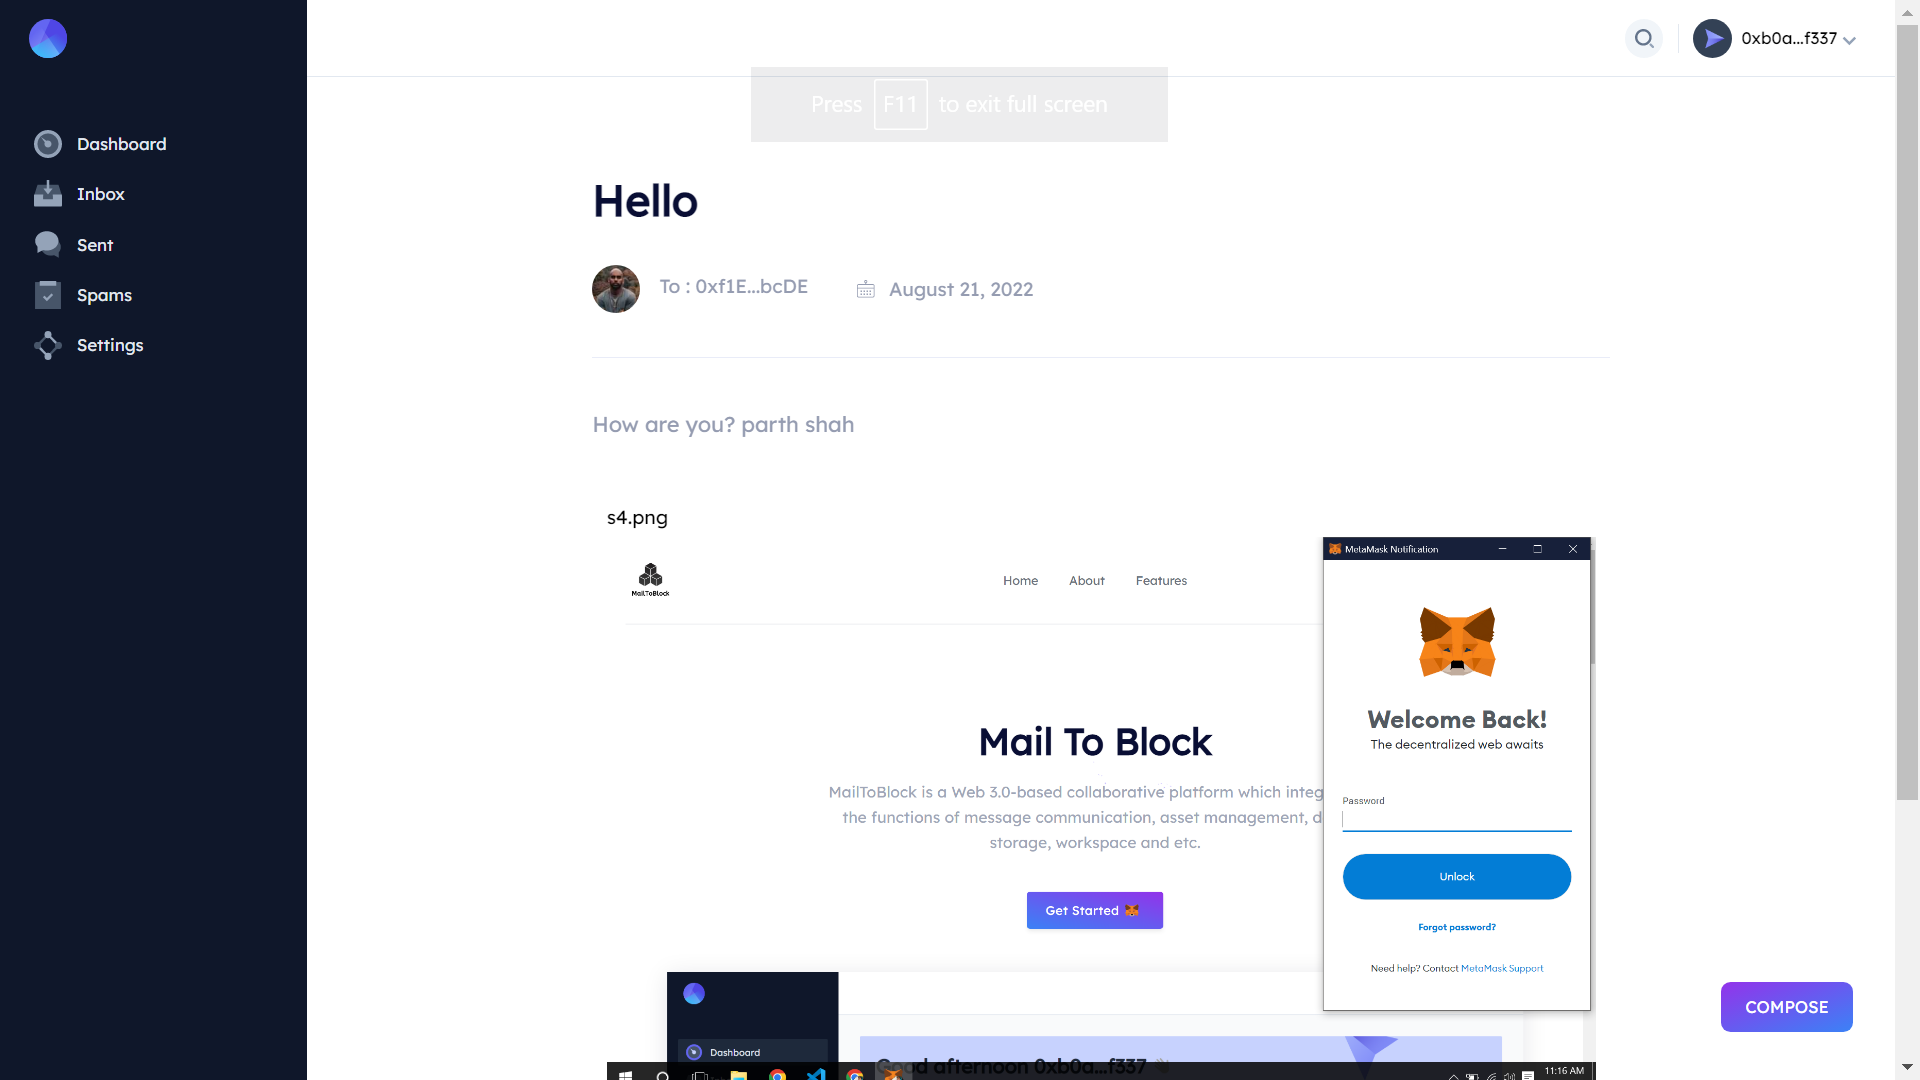 0xb0a...f337
Press F11 to exit full screen
Dashboard
Inbox
Sent
Spams
Settings
Hello
To : 0xf1E...bcDE
August 21, 2022
How are you? parth shah
s4.png
MailToBlock
Home About Features
Mail To Block
MailToBlock is a Web 3.0-based collaborative platform which integ
the functions of message communication, asset management, d
storage, workspace and etc.
Get Started
MetaMask Notification
Welcome Back!
The decentralized web awaits
Password
Unlock
Forgot password?
Need help? Contact MetaMask Support
COMPOSE
Dashboard
Good afternoon 0xb0a...f337
11:16 AM